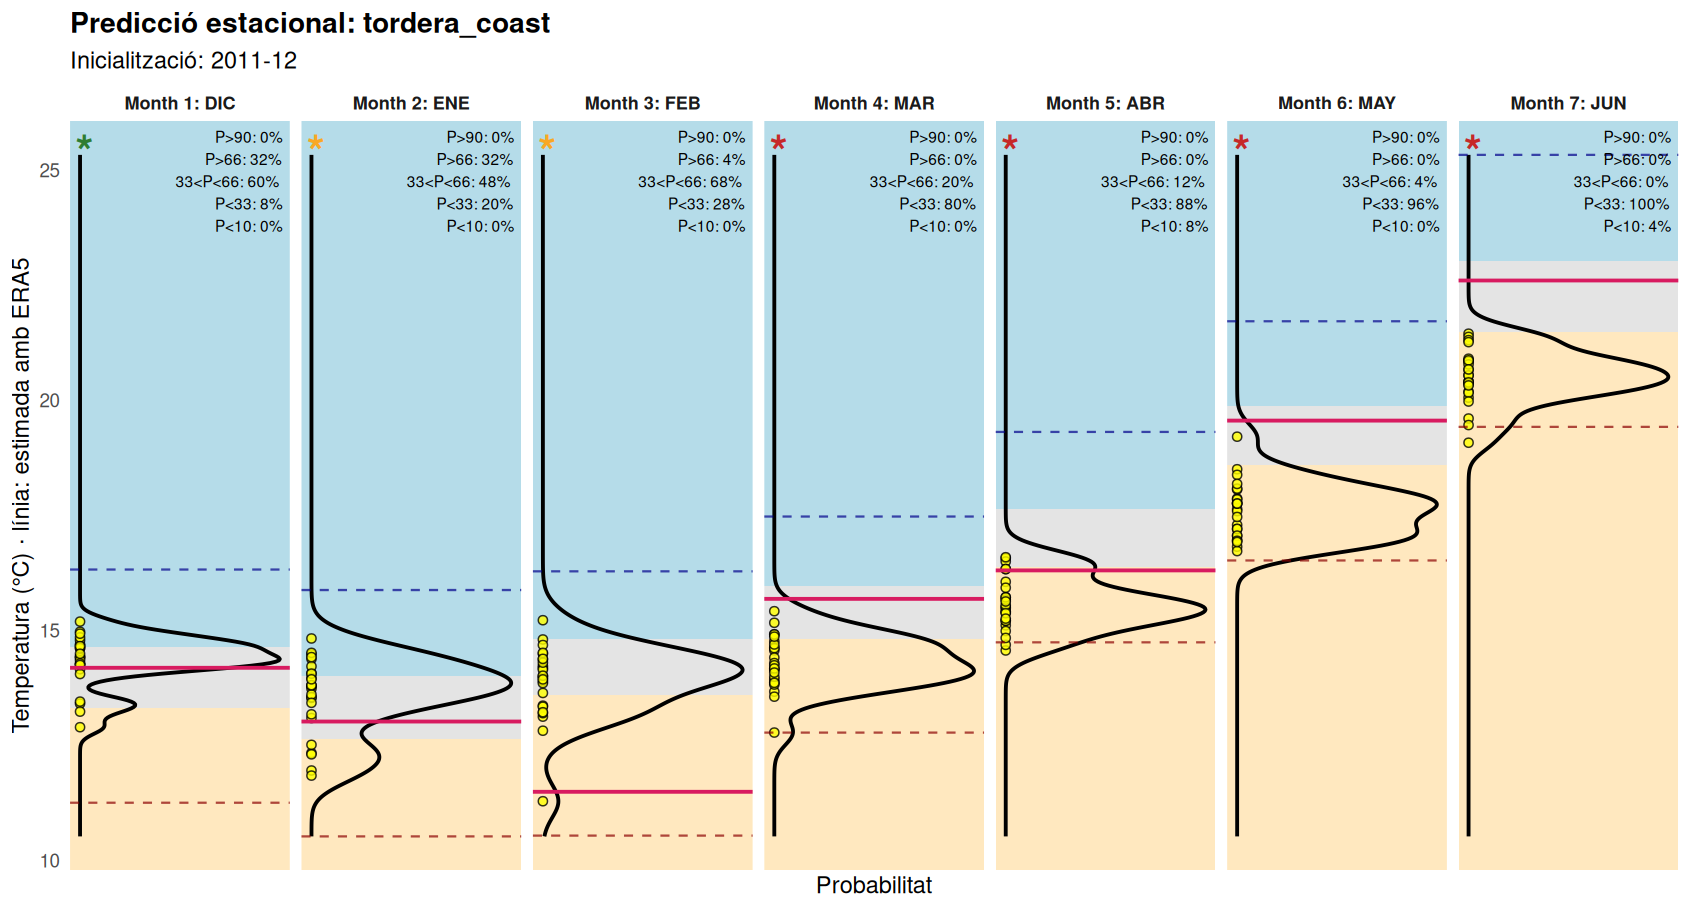 Predicció estacional: tordera_coast
Inicialització: 2011-12
Month 1: DIC
Month 2: ENE
Month 3: FEB
Month 4: MAR
Month 5: ABR
Month 6: MAY
Month 7: JUN
*
P>90: 0%
P>66: 32%
33<P<66: 60%
P<33: 8%
P<10: 0%
*
P>90: 0%
P>66: 32%
33<P<66: 48%
P<33: 20%
P<10: 0%
*
P>90: 0%
P>66: 4%
33<P<66: 68%
P<33: 28%
P<10: 0%
*
P>90: 0%
P>66: 0%
33<P<66: 20%
P<33: 80%
P<10: 0%
*
P>90: 0%
P>66: 0%
33<P<66: 12%
P<33: 88%
P<10: 8%
*
P>90: 0%
P>66: 0%
33<P<66: 4%
P<33: 96%
P<10: 0%
*
P>90: 0%
P>66: 0%
33<P<66: 0%
P<33: 100%
P<10: 4%
25
20
15
10
Temperatura (°C) · línia: estimada amb ERA5
Probabilitat